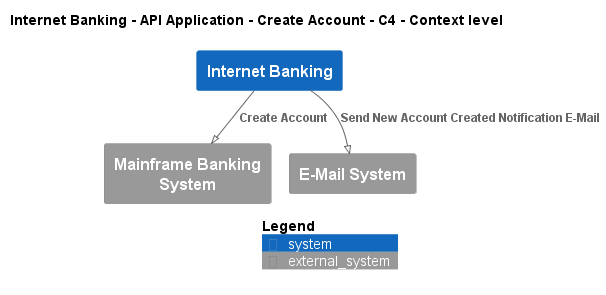 Internet Banking - API Application - Create Account - C4 - Context level
Internet Banking
Create Account
Send New Account Created Notification E-Mail
Mainframe Banking
System
E-Mail System
Legend
system
external_system